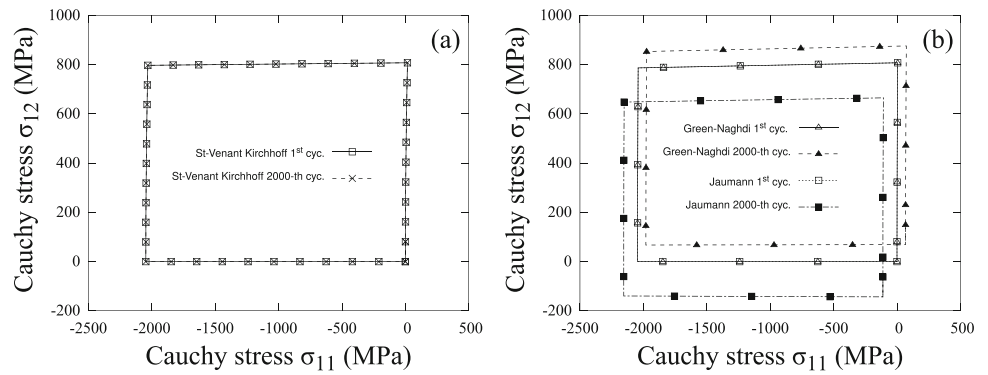 1000
800
600
400
200
0
-200
-2500 -2000 -1500 -1000 -500 0 500
Cauchy stress σ12 (MPa)
Cauchy stress σ11 (MPa)
(a)
St-Venant Kirchhoff 1st cyc.
St-Venant Kirchhoff 2000-th cyc.
1000
800
600
400
200
0
-200
-2500 -2000 -1500 -1000 -500 0 500
Cauchy stress σ12 (MPa)
Cauchy stress σ11 (MPa)
(b)
Green-Naghdi 1st cyc.
Green-Naghdi 2000-th cyc.
Jaumann 1st cyc.
Jaumann 2000-th cyc.